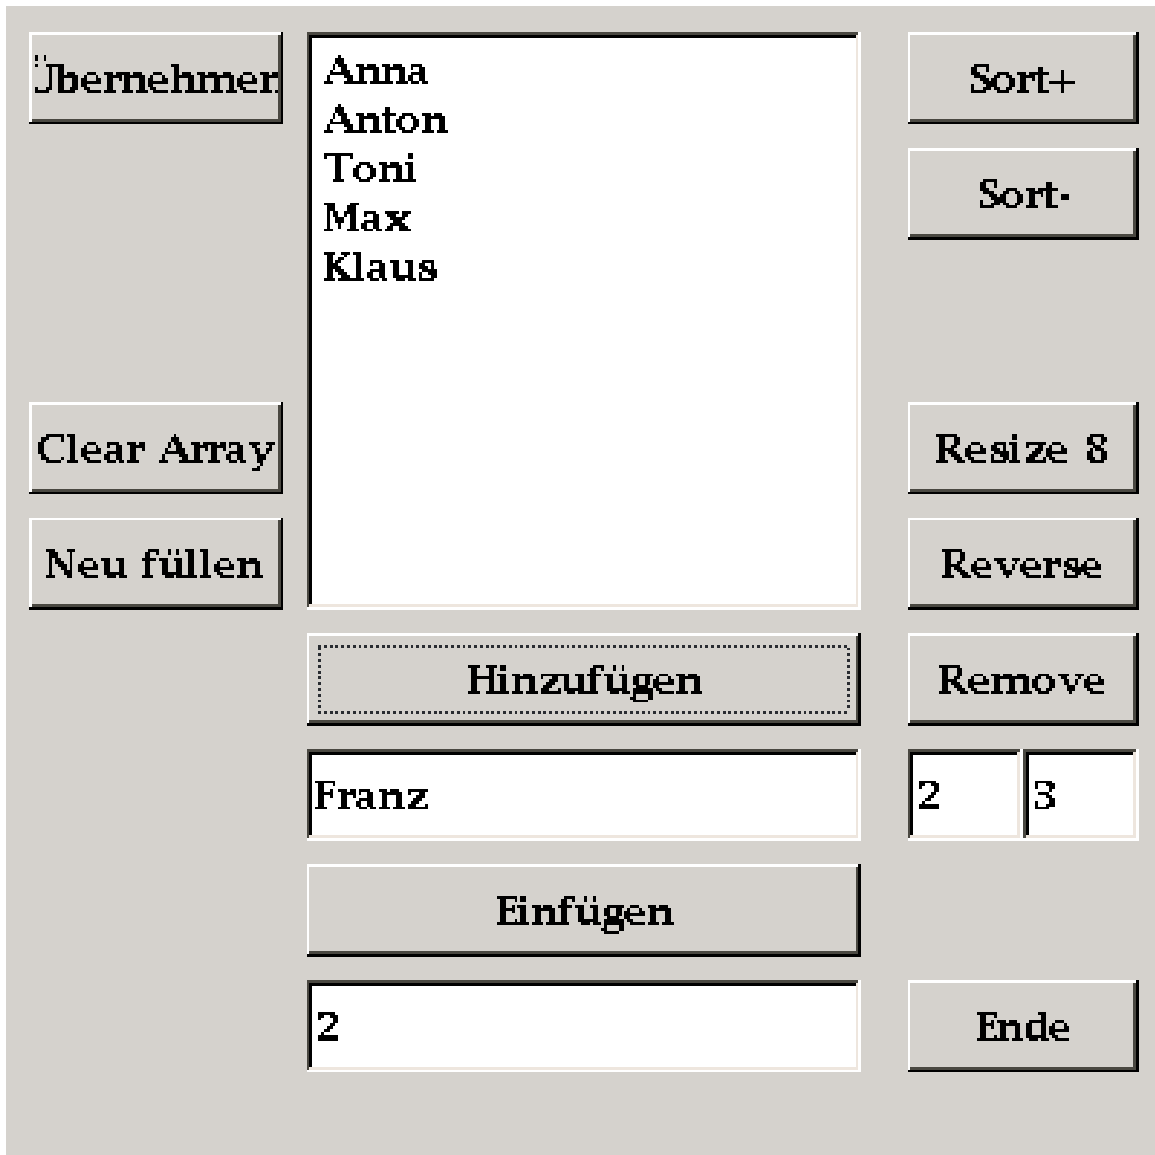 Übernehmen
Anna
Anton
Toni
Max
Klaus
Sort+
Sort-
Clear Array
Neu füllen
Resize 8
Reverse
Hinzufügen
Remove
Franz
2
3
Einfügen
2
Ende